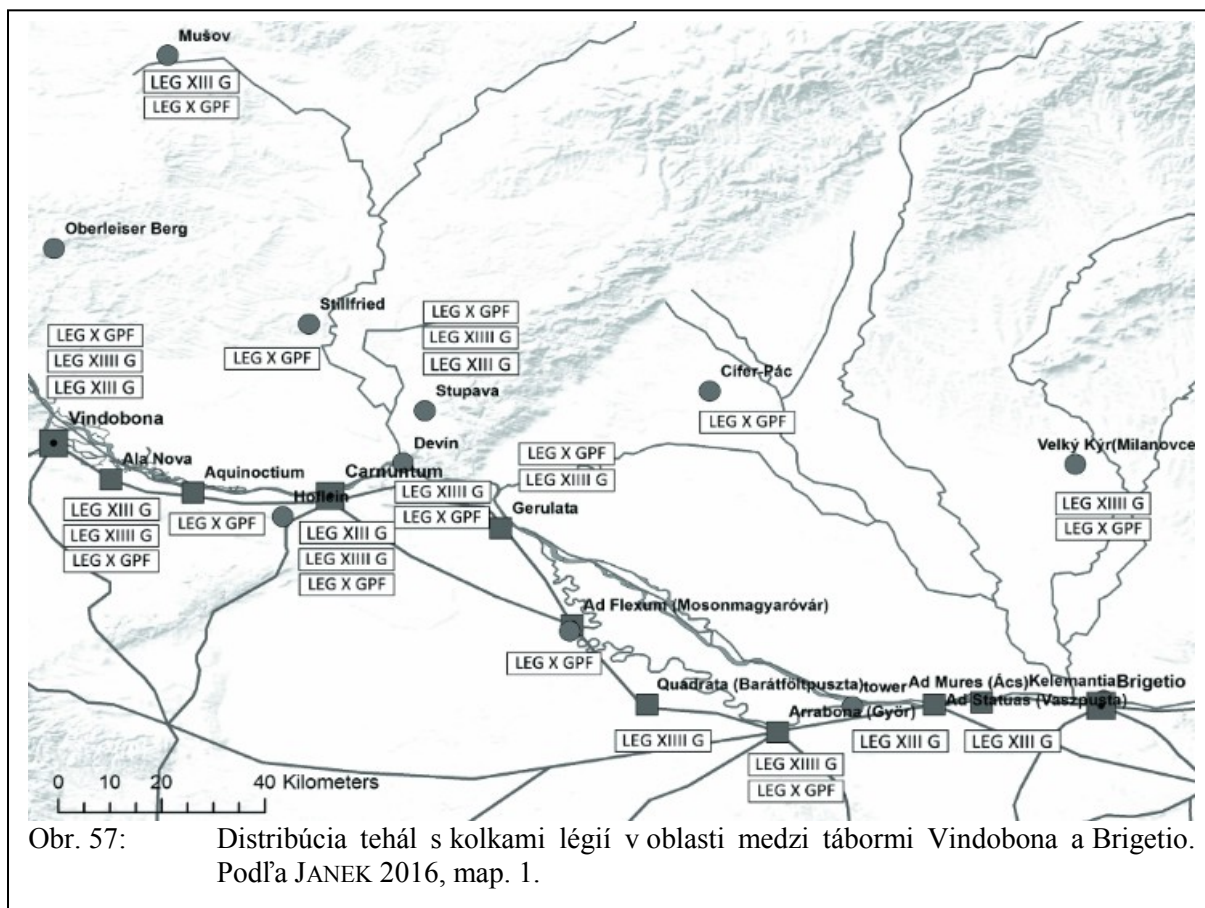 Mušov
LEG XIII G
LEG X GPF
Oberleiser Berg
Stillfried
LEG X GPF
LEG X GPF
LEG XIIII G
LEG XIII G
Stupava
LEG X GPF
LEG XIIII G
LEG XIII G
Vindobona
Cífer-Pác
LEG X GPF
Devín
Velký Kýr(Milanovce
LEG XIIII G
LEG X GPF
LEG X GPF
LEG XIIII G
Ala Nova
Aquinoctium
Carnuntum
LEG XIII G
LEG XIIII G
LEG X GPF
LEG X GPF
Höflein
LEG XIII G
LEG XIIII G
LEG X GPF
LEG XIIII G
LEG X GPF
Gerulata
Ad Flexum (Mosonmagyaróvár)
LEG X GPF
Quadrata (Barátföltpuszta)
tower
Ad Mures (Ács)
Kelemantia
Brigetio
Ad Statuas (Vaszpusta)
Arrabona (Györ)
LEG XIIII G
LEG XIII G
LEG XIII G
LEG XIIII G
LEG X GPF
0 10 20 40 Kilometers
Obr. 57: Distribúcia tehál s kolkami légií v oblasti medzi tábormi Vindobona a Brigetio.
Podľa JANEK 2016, map. 1.